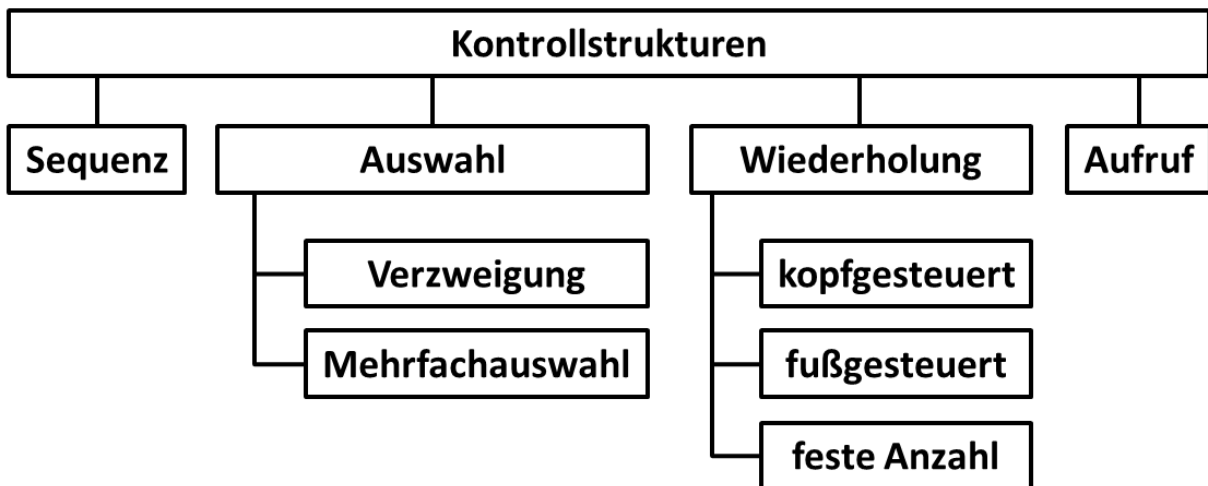 Kontrollstrukturen
Sequenz
Auswahl
Wiederholung
Aufruf
Verzweigung
kopfgesteuert
Mehrfachauswahl
fußgesteuert
feste Anzahl